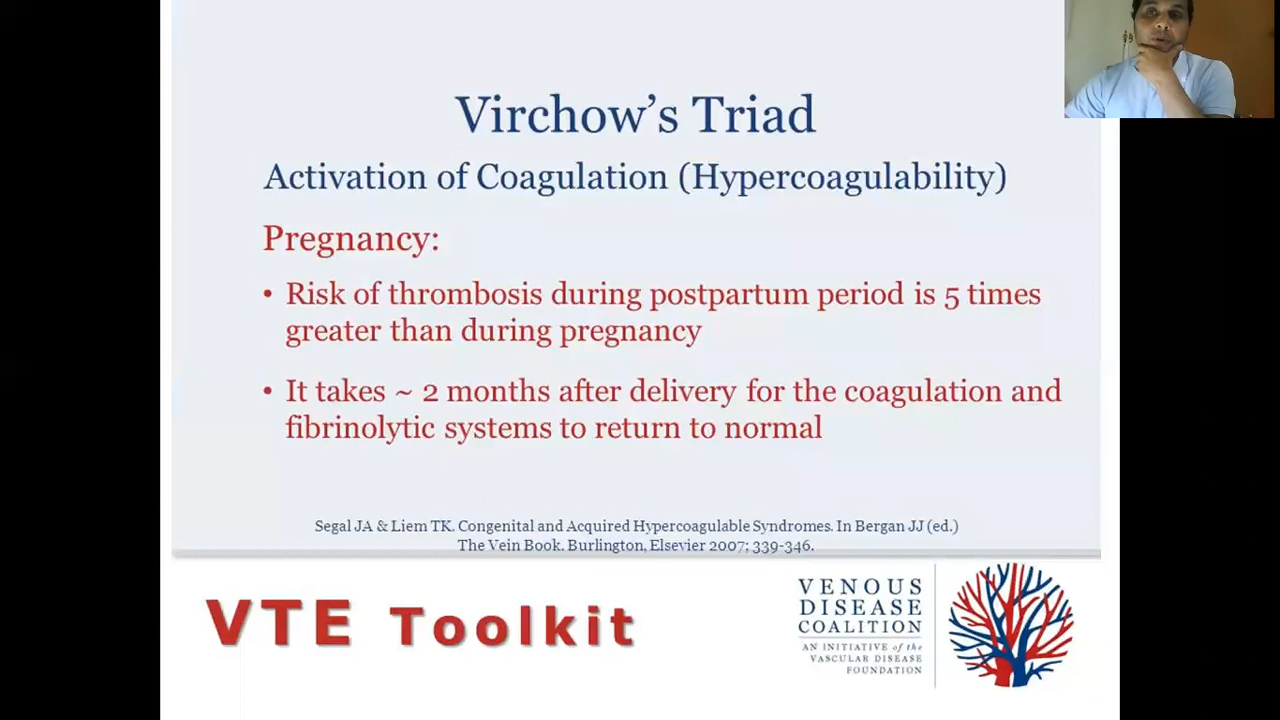 Virchow's Triad
Activation of Coagulation (Hypercoagulability)
Pregnancy:
• Risk of thrombosis during postpartum period is 5 times
greater than during pregnancy
• It takes ~ 2 months after delivery for the coagulation and
fibrinolytic systems to return to normal
Segal JA & Liem TK. Congenital and Acquired Hypercoagulable Syndromes. In Bergan JJ (ed.)
The Vein Book. Burlington, Elsevier 2007; 339-346.
VTE Toolkit
VENOUS
DISEASE
COALITION
AN INITIATIVE of the
VASCULAR DISEASE
FOUNDATION